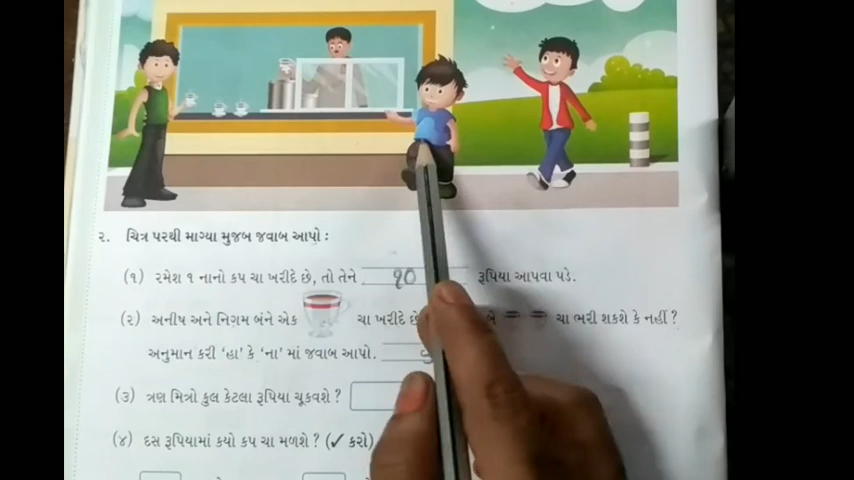 ૨. ચિત્ર પરથી માગ્યા મુજબ જવાબ આપો :
(૧) રમેશ ૧ નાનો કપ ચા ખરીદે છે, તો તેને ૧૦ રૂપિયા આપવા પડે.
(૨) અનીષ અને નિગમ બંને એક ચા ખરીદે છે ચા ભરી શકશે કે નહીં ?
અનુમાન કરી ‘હા’ કે ‘ના’ માં જવાબ આપો.
(૩) ત્રણ મિત્રો કુલ કેટલા રૂપિયા ચૂકવશે ?
(૪) દસ રૂપિયામાં કયો કપ ચા મળશે ? (✓ કરો)